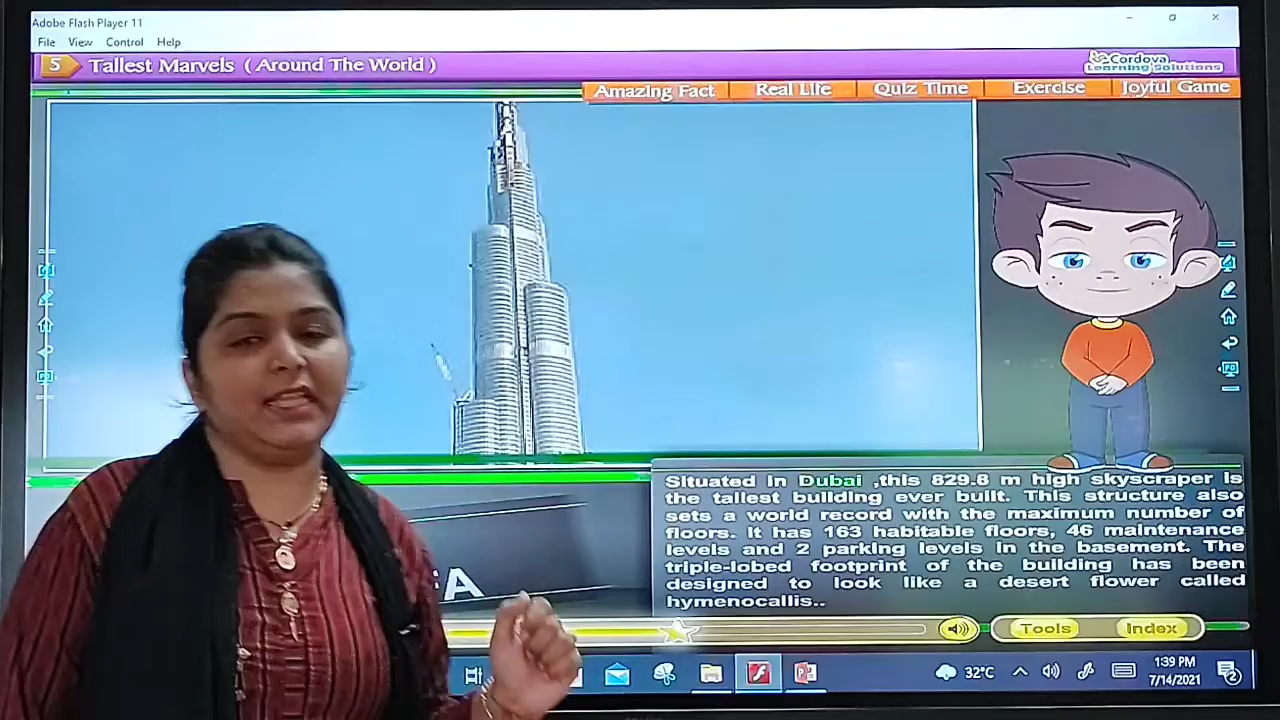 Adobe Flash Player 11
File View Control Help
5 Tallest Marvels ( Around The World )
Cordova
Learning Solutions
Amazing Fact Real Life Quiz Time Exercise Joyful Game
Situated in Dubai ,this 829.8 m high skyscraper is
the tallest building ever built. This structure also
sets a world record with the maximum number of
floors. It has 163 habitable floors, 46 maintenance
levels and 2 parking levels in the basement. The
triple-lobed footprint of the building has been
designed to look like a desert flower called
hymenocallis..
Tools Index
32°C
1:39 PM
7/14/2021
2